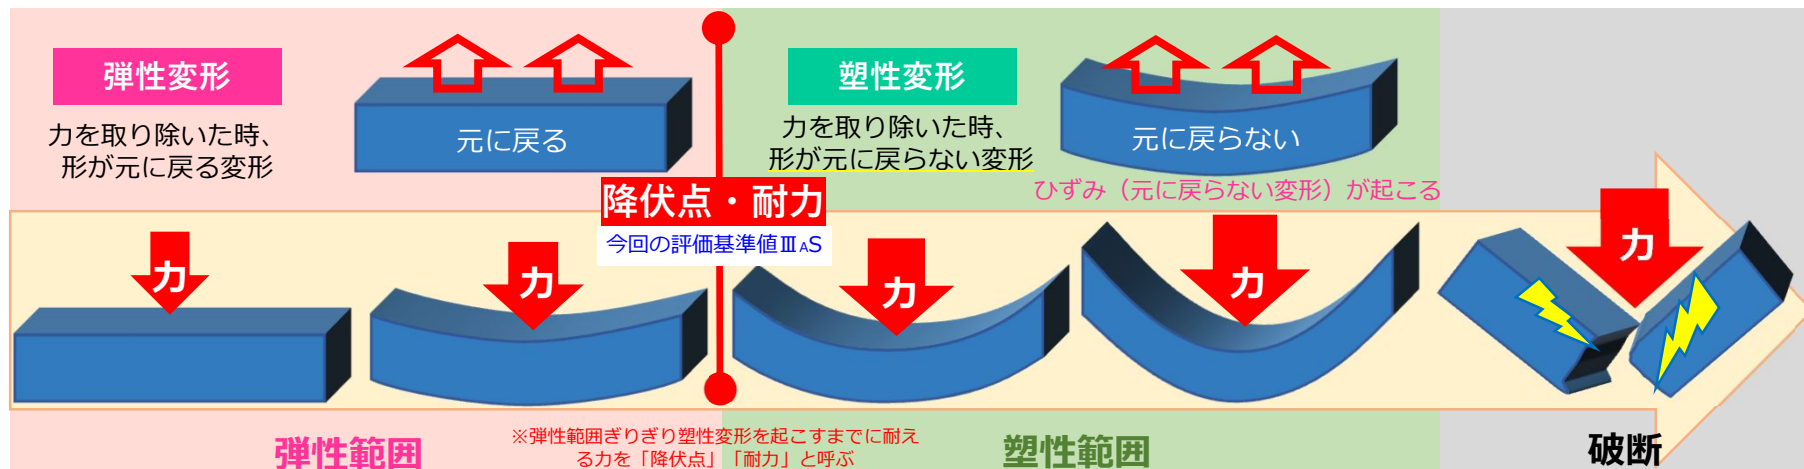 弾性変形
力を取り除いた時、
形が元に戻る変形
元に戻る
塑性変形
力を取り除いた時、
形が元に戻らない変形
元に戻らない
ひずみ（元に戻らない変形）が起こる
降伏点・耐力
今回の評価基準値ⅢAS
力
力
力
力
力
弾性範囲
※弾性範囲ぎりぎり塑性変形を起こすまでに耐え
る力を「降伏点」「耐力」と呼ぶ
塑性範囲
破断